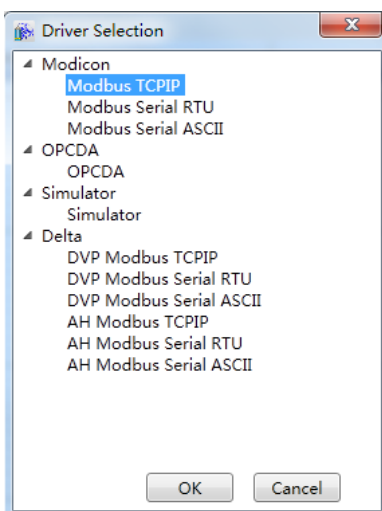 Driver Selection
Modicon
Modbus TCPIP
Modbus Serial RTU
Modbus Serial ASCII
OPCDA
OPCDA
Simulator
Simulator
Delta
DVP Modbus TCPIP
DVP Modbus Serial RTU
DVP Modbus Serial ASCII
AH Modbus TCPIP
AH Modbus Serial RTU
AH Modbus Serial ASCII
OK Cancel